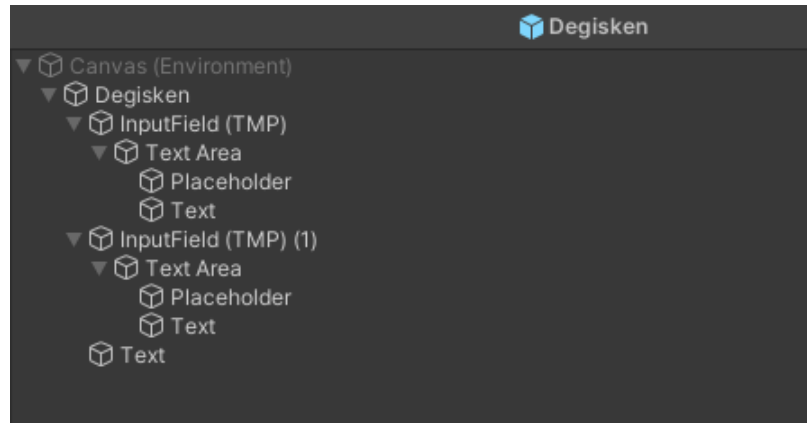 Degisken
Canvas (Environment)
Degisken
InputField (TMP)
Text Area
Placeholder
Text
InputField (TMP) (1)
Text Area
Placeholder
Text
Text